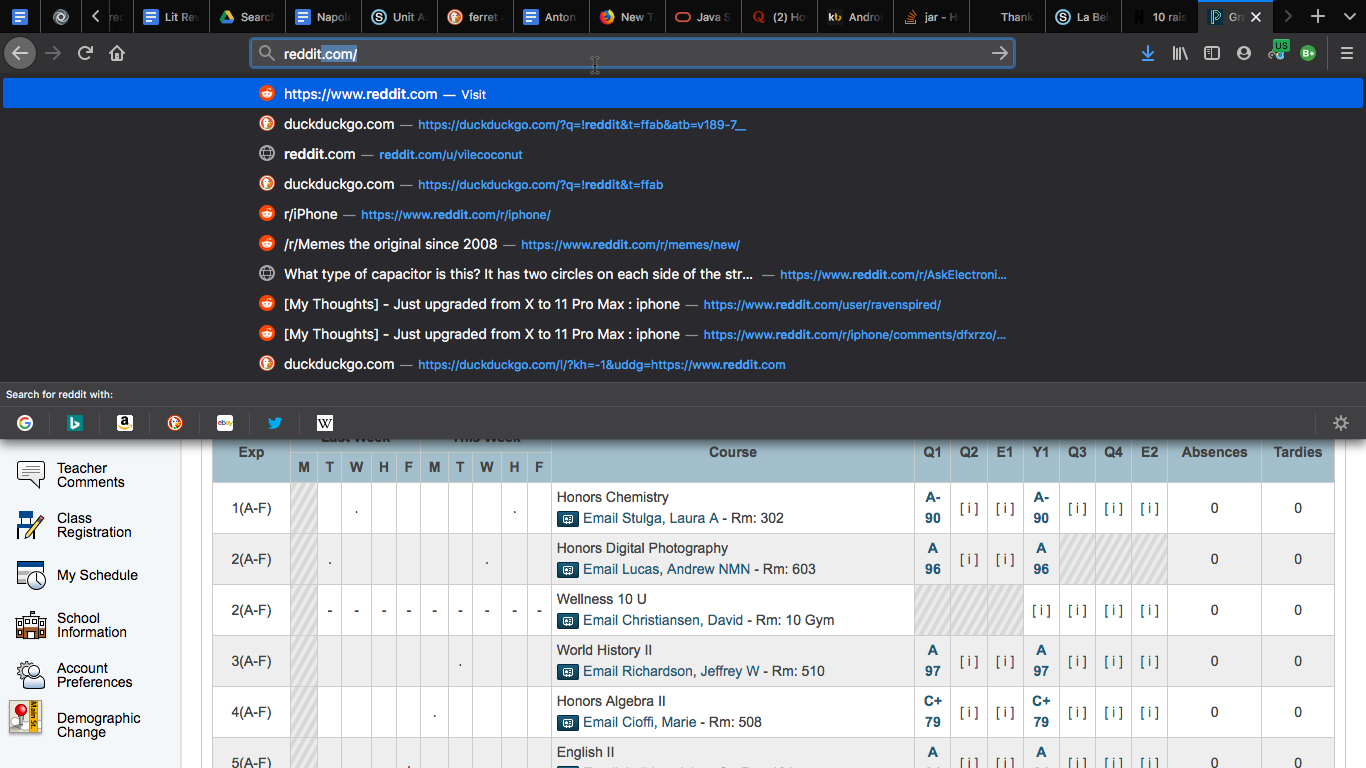 Lit Rev Search Napol Unit A ferret Anton New T Java S (2) Ho Andro jar - H Thank La Bel 10 rais Gra
reddit.com/
US
B+
https://www.reddit.com — Visit
duckduckgo.com — https://duckduckgo.com/?q=!reddit&t=ffab&atb=v189-7__
reddit.com — reddit.com/u/vilecoconut
duckduckgo.com — https://duckduckgo.com/?q=!reddit&t=ffab
r/iPhone — https://www.reddit.com/r/iphone/
/r/Memes the original since 2008 — https://www.reddit.com/r/memes/new/
What type of capacitor is this? It has two circles on each side of the str... — https://www.reddit.com/r/AskElectroni...
[My Thoughts] - Just upgraded from X to 11 Pro Max : iphone — https://www.reddit.com/user/ravenspired/
[My Thoughts] - Just upgraded from X to 11 Pro Max : iphone — https://www.reddit.com/r/iphone/comments/dfxrzo/...
duckduckgo.com — https://duckduckgo.com/l/?kh=-1&uddg=https://www.reddit.com
Search for reddit with:
Teacher Comments
Class Registration
My Schedule
School Information
Account Preferences
Demographic Change
Main St.
Last Week This Week
Exp M T W H F M T W H F Course Q1 Q2 E1 Y1 Q3 Q4 E2 Absences Tardies
1(A-F) . . Honors Chemistry A- 90 [ i ] [ i ] A- 90 [ i ] [ i ] [ i ] 0 0
Email Stulga, Laura A - Rm: 302
2(A-F) . . Honors Digital Photography A 96 [ i ] [ i ] A 96 0 0
Email Lucas, Andrew NMN - Rm: 603
2(A-F) - - - - - - - - - Wellness 10 U [ i ] [ i ] [ i ] [ i ] 0 0
Email Christiansen, David - Rm: 10 Gym
3(A-F) . World History II A 97 [ i ] [ i ] A 97 [ i ] [ i ] [ i ] 0 0
Email Richardson, Jeffrey W - Rm: 510
4(A-F) . Honors Algebra II C+ 79 [ i ] [ i ] C+ 79 [ i ] [ i ] [ i ] 0 0
Email Cioffi, Marie - Rm: 508
5(A-F) . English II A [ i ] [ i ] A [ i ] [ i ] [ i ] 0 0